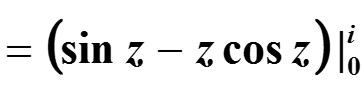 = (sin z − z cos z)|₀ⁱ